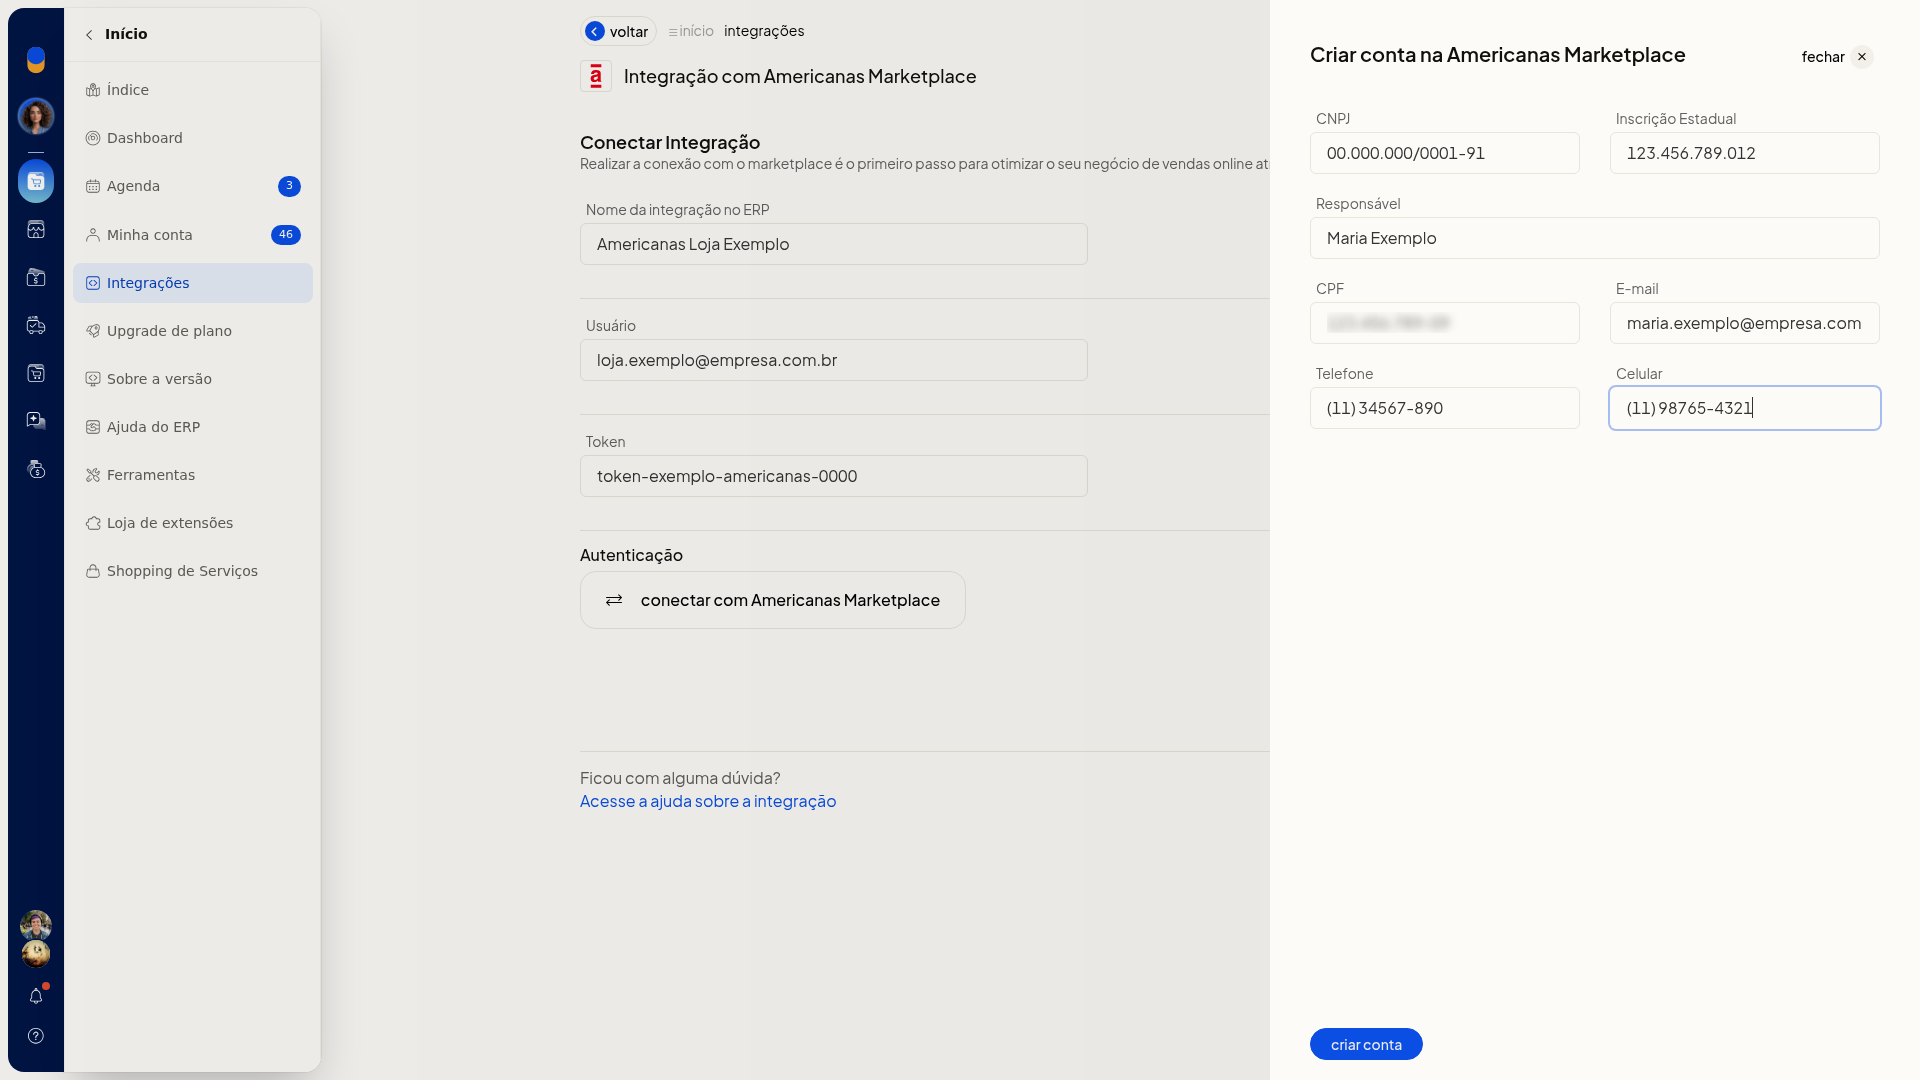 Início
Índice
Dashboard
Agenda 3
Minha conta 46
Integrações
Upgrade de plano
Sobre a versão
Ajuda do ERP
Ferramentas
Loja de extensões
Shopping de Serviços
voltar início integrações
Integração com Americanas Marketplace
Conectar Integração
Realizar a conexão com o marketplace é o primeiro passo para otimizar o seu negócio de vendas online
Nome da integração no ERP
Americanas Loja Exemplo
Usuário
loja.exemplo@empresa.com.br
Token
token-exemplo-americanas-0000
Autenticação
conectar com Americanas Marketplace
Ficou com alguma dúvida?
Acesse a ajuda sobre a integração
Criar conta na Americanas Marketplace
fechar
CNPJ Inscrição Estadual
00.000.000/0001-91 123.456.789.012
Responsável
Maria Exemplo
CPF E-mail
maria.exemplo@empresa.com
Telefone Celular
(11) 34567-890 (11) 98765-4321
criar conta